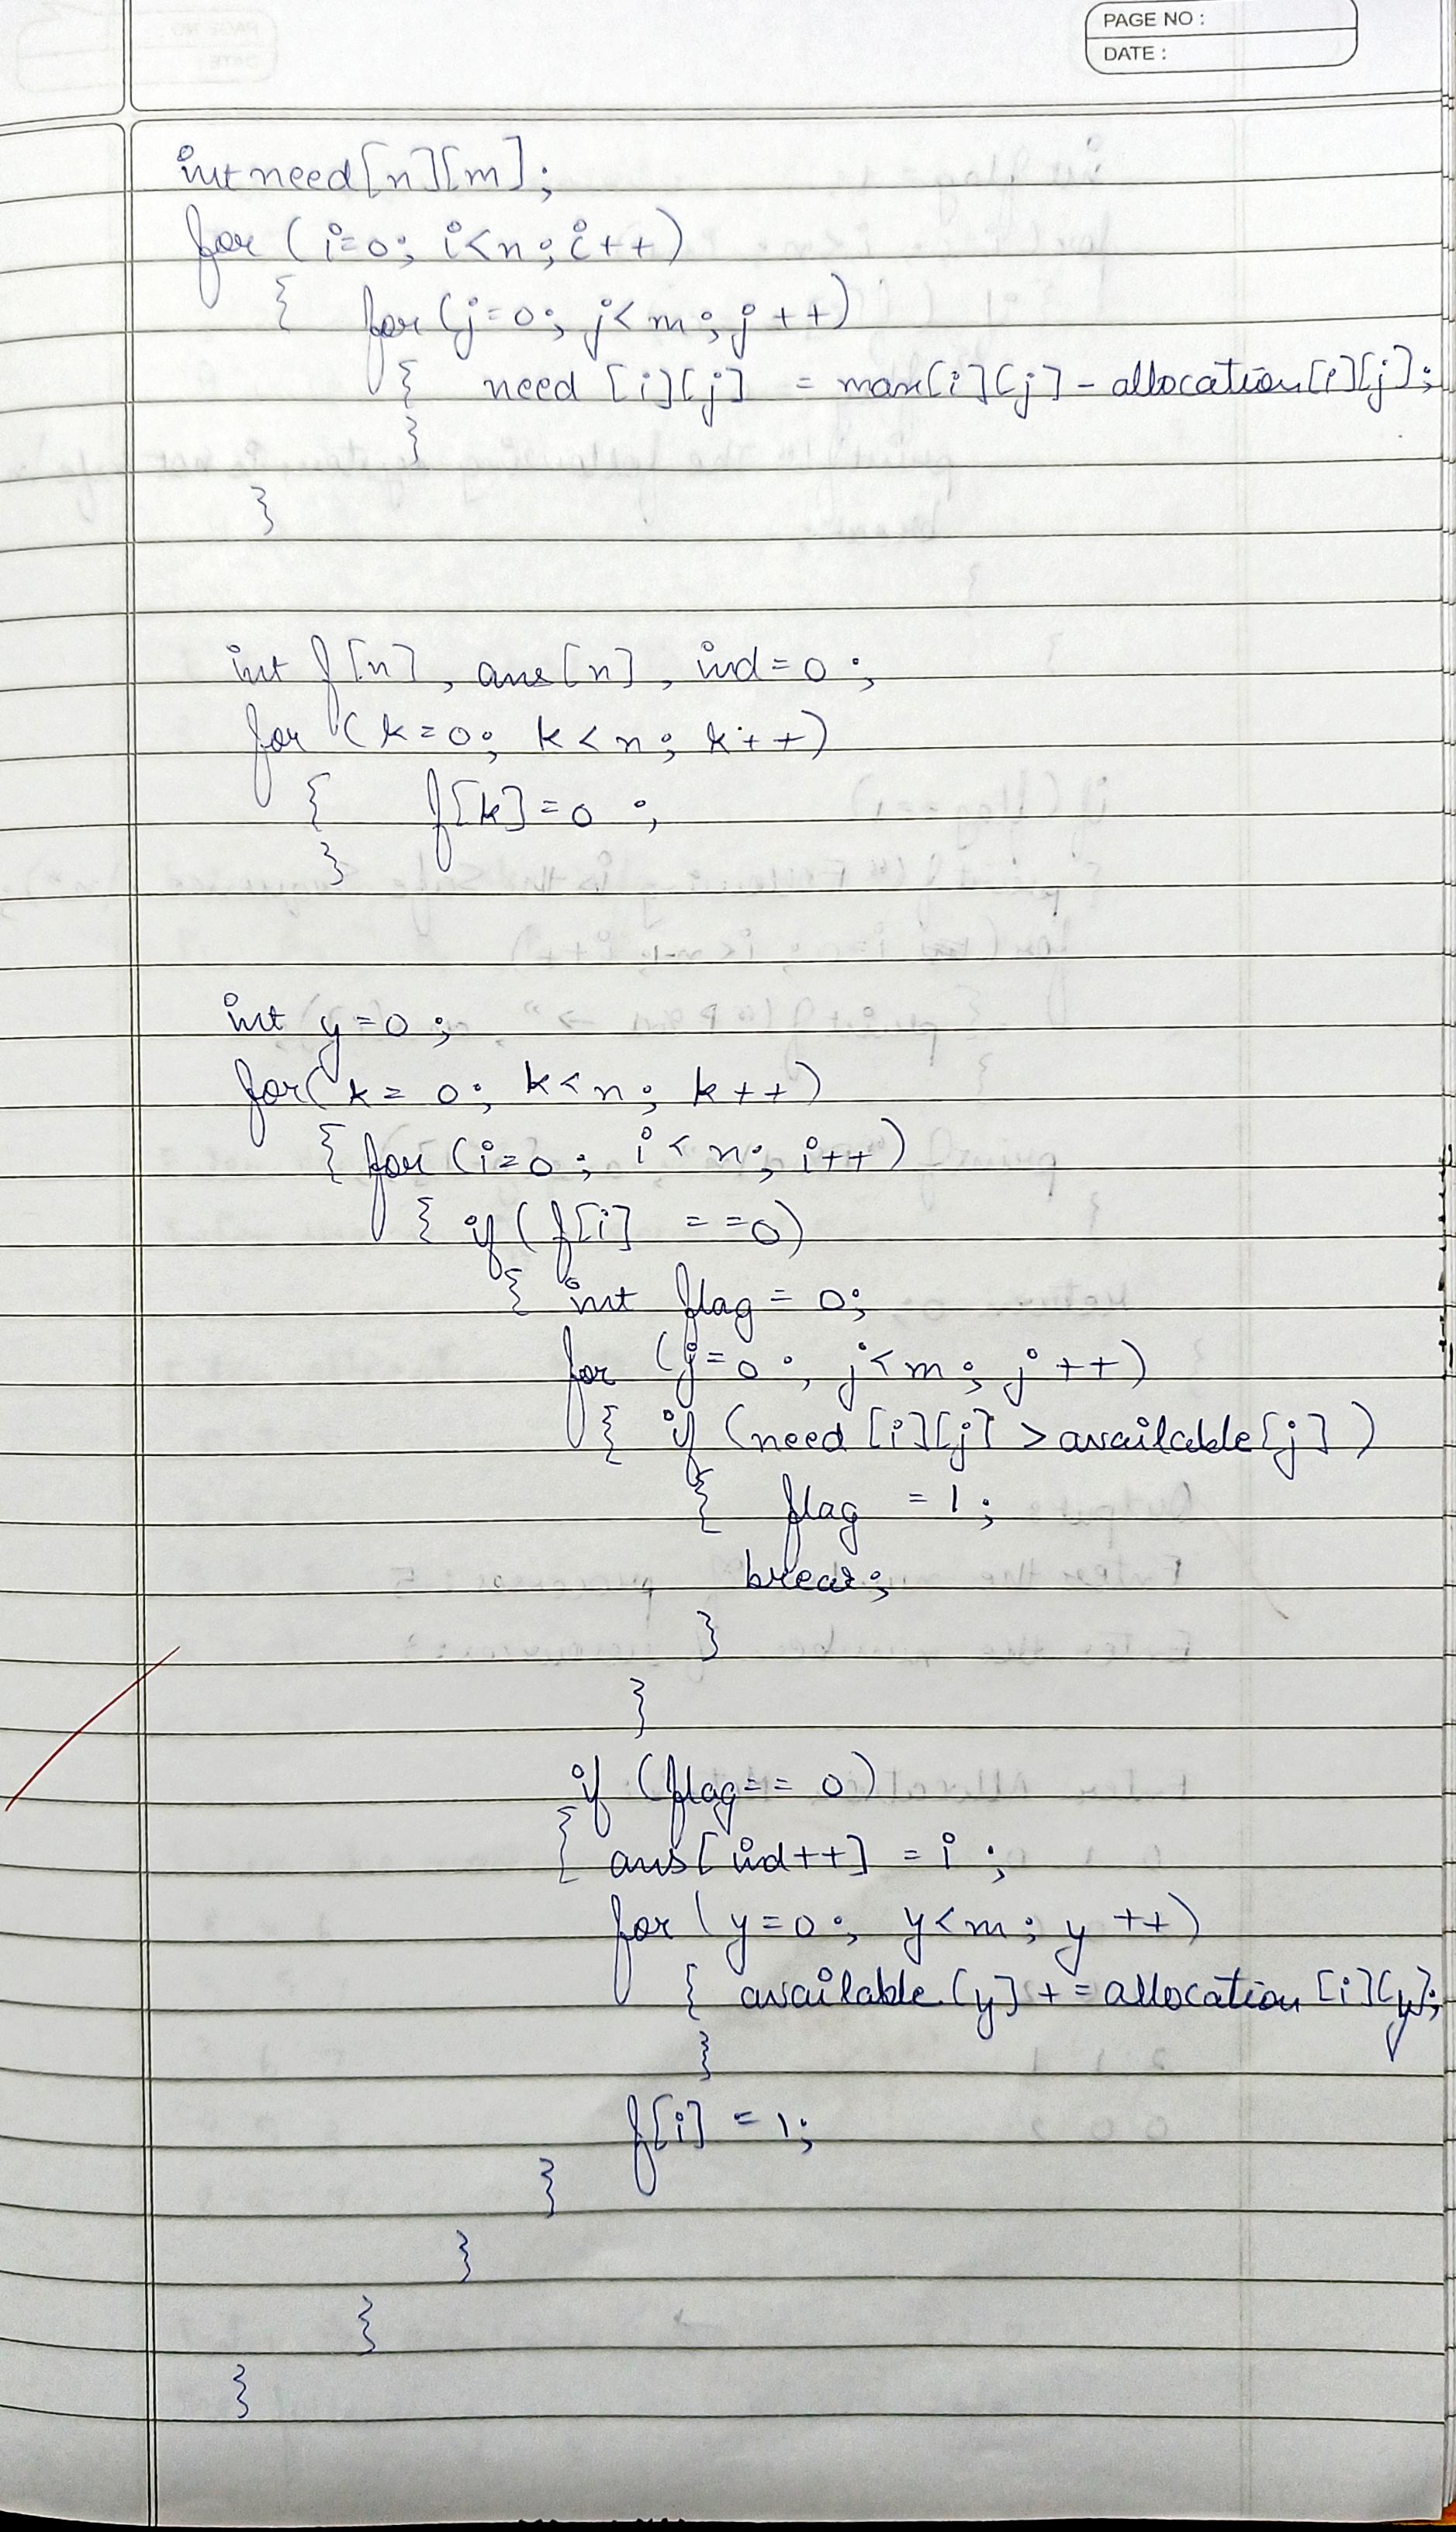 PAGE NO :
DATE :
int need[n][m];
for (i=0; i<n; i++)
{ for (j=0; j<m; j++)
{ need [i][j] = max[i][j] - allocation[i][j];
}
}
int f[n], ans[n], ind=0;
for (k=0; k<n; k++)
{ f[k]=0 ;
}
int y=0 ;
for(k= 0; k<n; k++)
{ for (i=0; i<n; i++)
{ if (f[i] ==0)
{ int flag = 0;
for (j=0; j<m; j++)
{ if (need [i][j] > available[j])
{ flag = 1;
break;
}
}
if (flag== 0)
{ ans[ind++] = i ;
for (y=0; y<m; y++)
{ available[y] += allocation [i][y];
}
f[i] = 1;
}
}
}
}